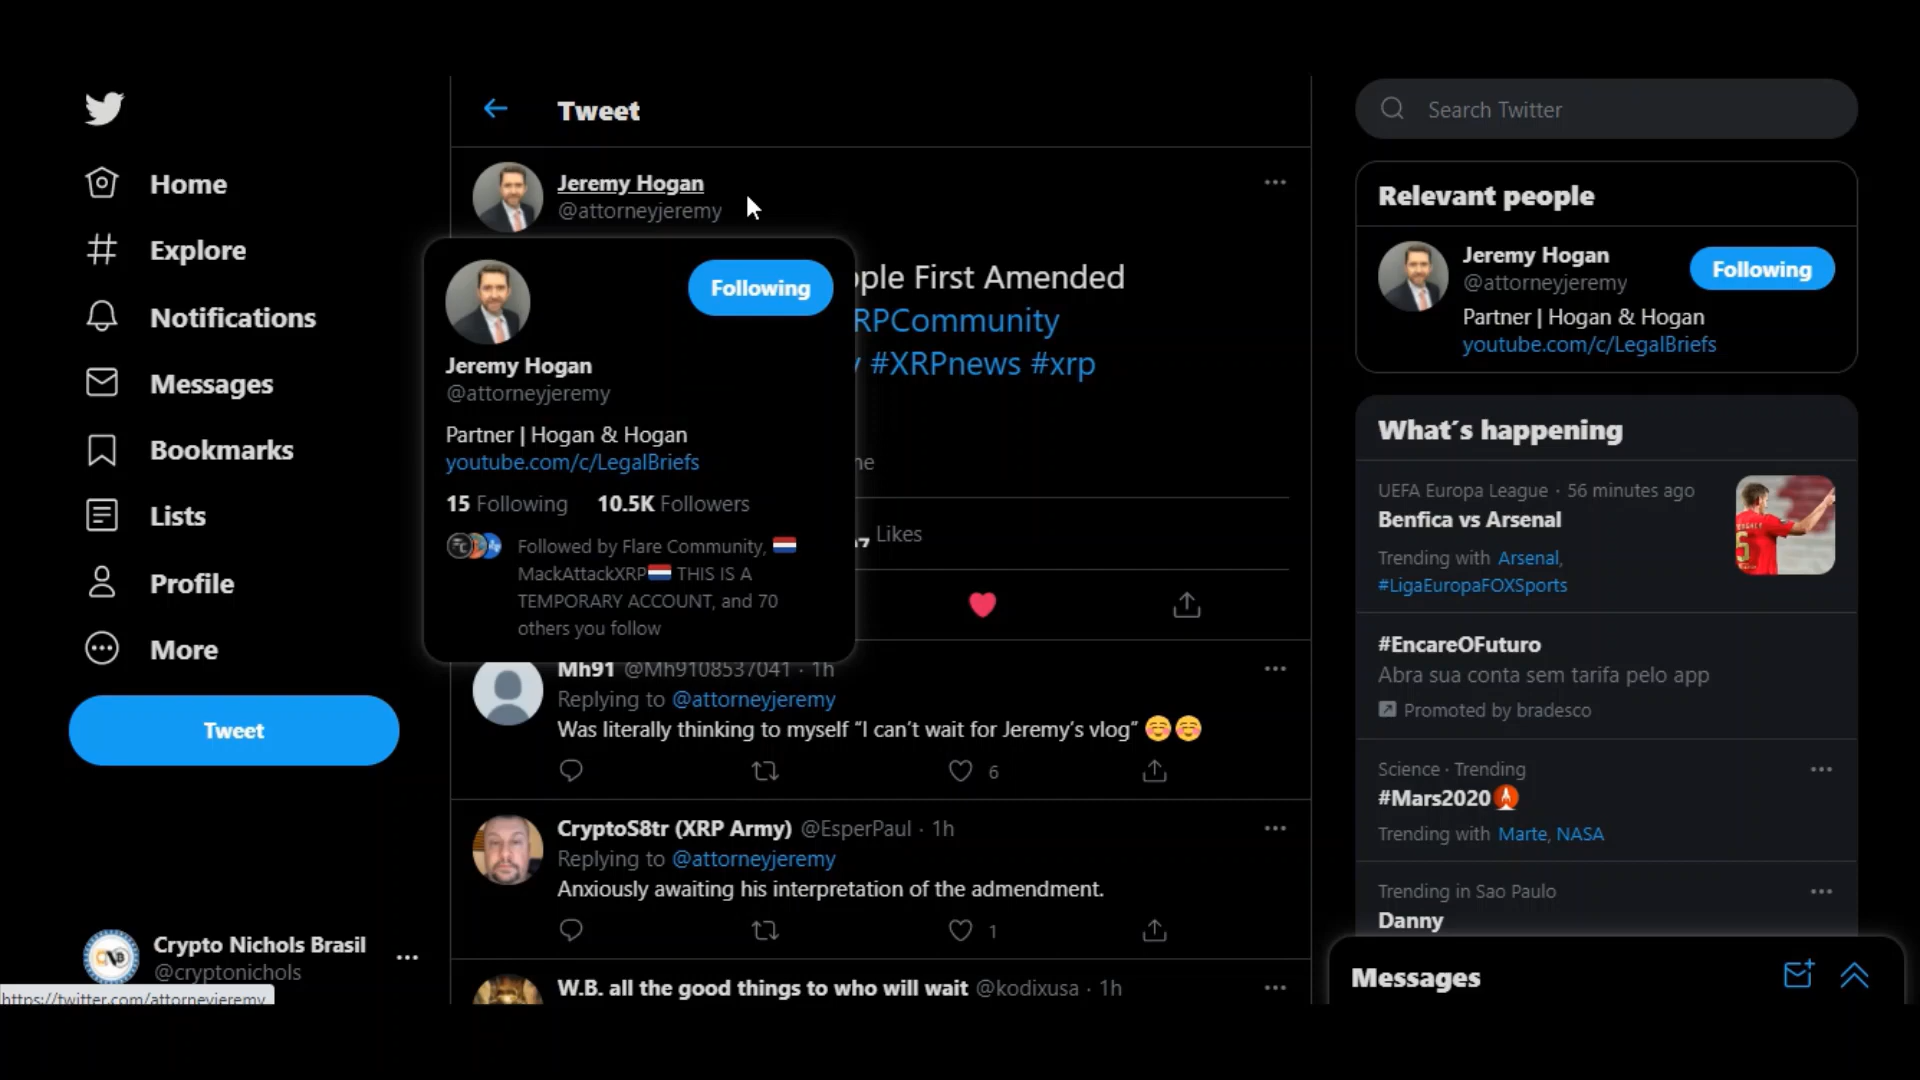 Tweet
Search Twitter
Home
Explore
Notifications
Messages
Bookmarks
Lists
Profile
More
Tweet
Crypto Nichols Brasil
@cryptonichols
https://twitter.com/attorneyjeremy
Jeremy Hogan
@attorneyjeremy
First Amended
#XRPnews #xrp
Likes
Following
Jeremy Hogan
@attorneyjeremy
Partner | Hogan & Hogan
youtube.com/c/LegalBriefs
15 Following 10.5K Followers
Followed by Flare Community, 🇳🇱
MackAttackXRP🇳🇱 THIS IS A
TEMPORARY ACCOUNT, and 70
others you follow
Mh91 @Mh9108537041 · 1h
Replying to @attorneyjeremy
Was literally thinking to myself “I can’t wait for Jeremy’s vlog” ☺️☺️
6
CryptoS8tr (XRP Army) @EsperPaul · 1h
Replying to @attorneyjeremy
Anxiously awaiting his interpretation of the admendment.
1
W.B. all the good things to who will wait @kodixusa · 1h
Relevant people
Jeremy Hogan
@attorneyjeremy
Following
Partner | Hogan & Hogan
youtube.com/c/LegalBriefs
What´s happening
UEFA Europa League · 56 minutes ago
Benfica vs Arsenal
Trending with Arsenal,
#LigaEuropaFOXSports
#EncareOFuturo
Abra sua conta sem tarifa pelo app
Promoted by bradesco
Science · Trending
#Mars2020
Trending with Marte, NASA
Trending in Sao Paulo
Danny
Messages